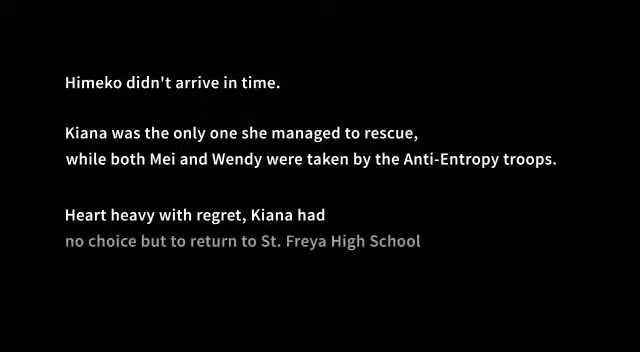 Himeko didn't arrive in time.
Kiana was the only one she managed to rescue,
while both Mei and Wendy were taken by the Anti-Entropy troops.
Heart heavy with regret, Kiana had
no choice but to return to St. Freya High School